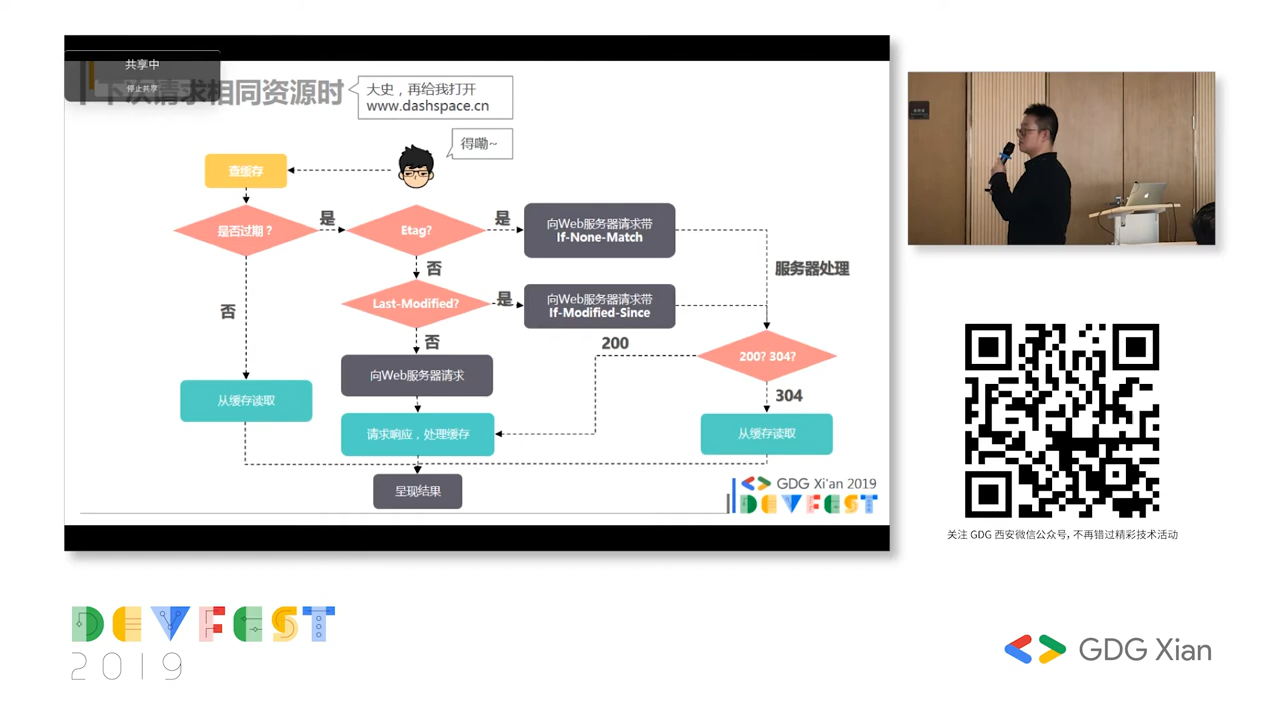 共享中
停止共享
下次请求相同资源时
大史，再给我打开
www.dashspace.cn
得嘞~
查缓存
是否过期？
是
Etag?
是
向Web服务器请求带
If-None-Match
否
服务器处理
否
Last-Modified?
是
向Web服务器请求带
If-Modified-Since
否
200
200? 304?
向Web服务器请求
304
从缓存读取
请求响应，处理缓存
从缓存读取
呈现结果
GDG Xi'an 2019
DEVFEST
关注 GDG 西安微信公众号, 不再错过精彩技术活动
DEVFEST
2019
GDG Xian